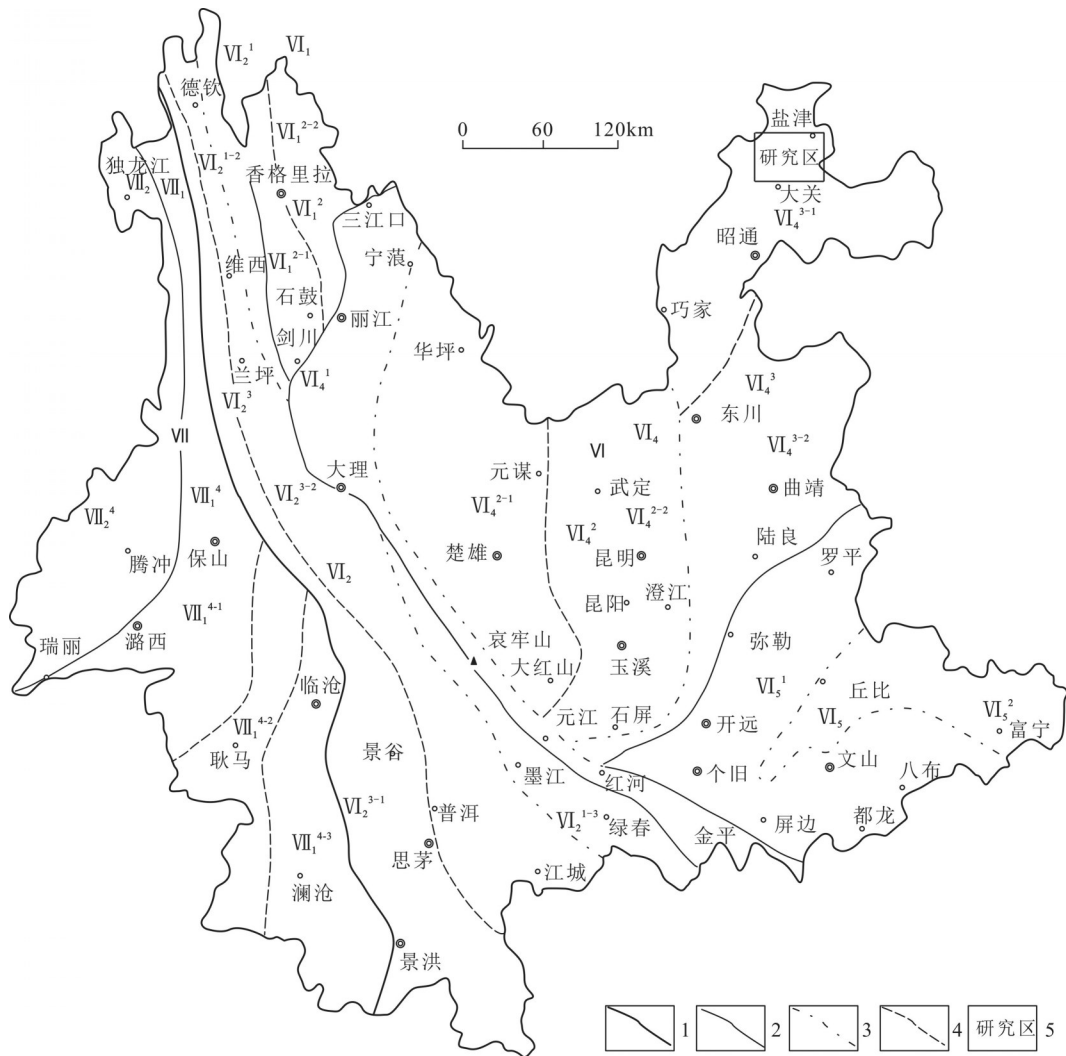 Ⅵ₂¹
Ⅵ₁
德钦
Ⅵ₁²⁻²
0 60 120km
盐津
研究区
独龙江
Ⅶ₂
Ⅶ₁
Ⅵ₂¹⁻²
香格里拉
Ⅵ₁²
大关
Ⅵ₄³⁻¹
三江口
昭通
宁蒗
维西
Ⅵ₁²⁻¹
石鼓
丽江
巧家
剑川
华坪
兰坪
Ⅵ₄¹
Ⅵ₄³
Ⅵ₂³
东川
Ⅶ
Ⅵ₄
Ⅵ
Ⅵ₄³⁻²
大理
元谋
武定
曲靖
Ⅶ₁⁴
Ⅵ₂³⁻²
Ⅵ₄²⁻¹
Ⅶ₂⁴
Ⅵ₄²
Ⅵ₄²⁻²
腾冲
保山
楚雄
昆明
陆良
罗平
Ⅵ₂
Ⅶ₁⁴⁻¹
昆阳
澄江
瑞丽
潞西
哀牢山
弥勒
大红山
玉溪
临沧
Ⅵ₅¹
丘比
元江
石屏
Ⅵ₅
Ⅵ₅²
富宁
Ⅶ₁⁴⁻²
开远
耿马
景谷
墨江
红河
个旧
文山
八布
Ⅵ₂³⁻¹
普洱
Ⅵ₂¹⁻³
绿春
金平
屏边
都龙
Ⅶ₁⁴⁻³
思茅
澜沧
江城
景洪
1 2 3 4 研究区 5